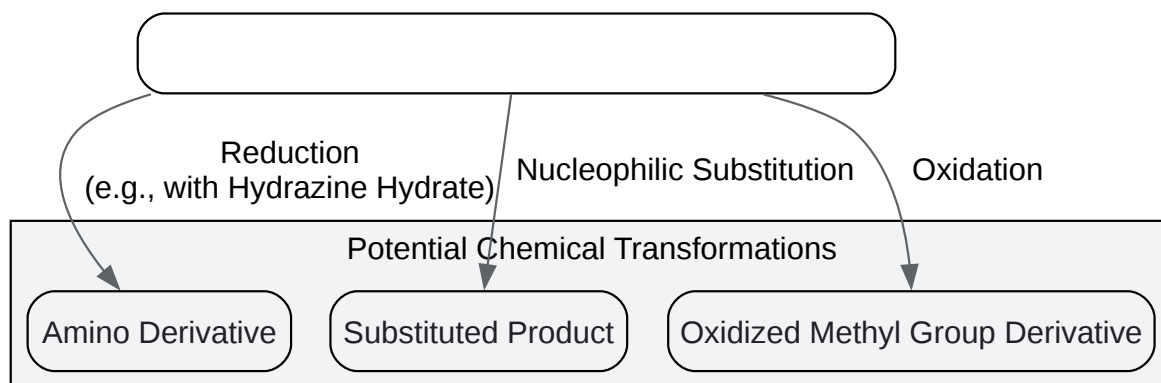 Reduction
(e.g., with Hydrazine Hydrate)
Nucleophilic Substitution
Oxidation
Potential Chemical Transformations
Amino Derivative
Substituted Product
Oxidized Methyl Group Derivative